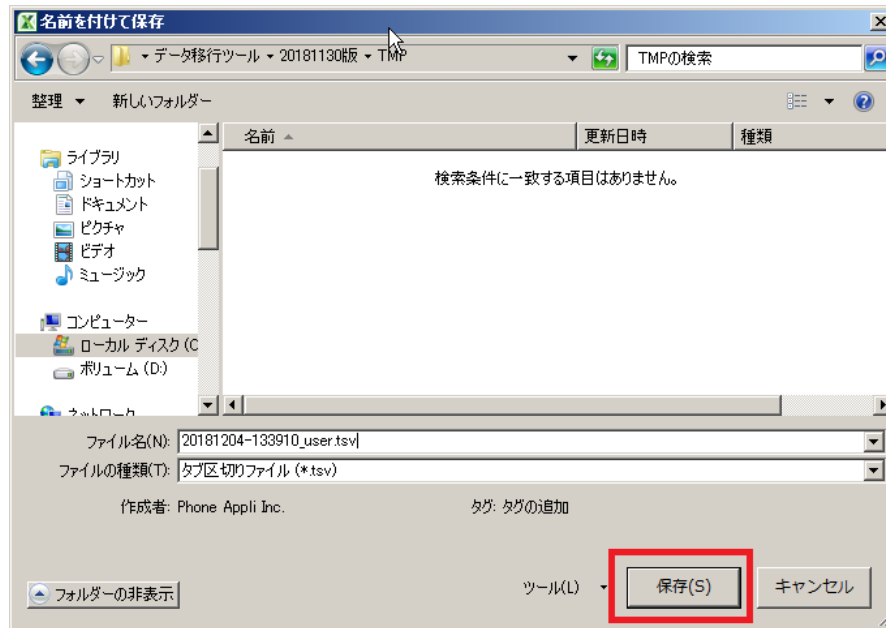 名前を付けて保存
データ移行ツール 20181130版 TMP
TMPの検索
整理 新しいフォルダー
名前 更新日時 種類
検索条件に一致する項目はありません。
ライブラリ
ショートカット
ドキュメント
ピクチャ
ビデオ
ミュージック
コンピューター
ローカル ディスク (C
ボリューム (D:)
ネットワーク
ファイル名(N): 20181204-133910_user.tsv
ファイルの種類(T): タブ区切りファイル (*.tsv)
作成者: Phone Appli Inc. タグ: タグの追加
フォルダーの非表示 ツール(L) 保存(S) キャンセル